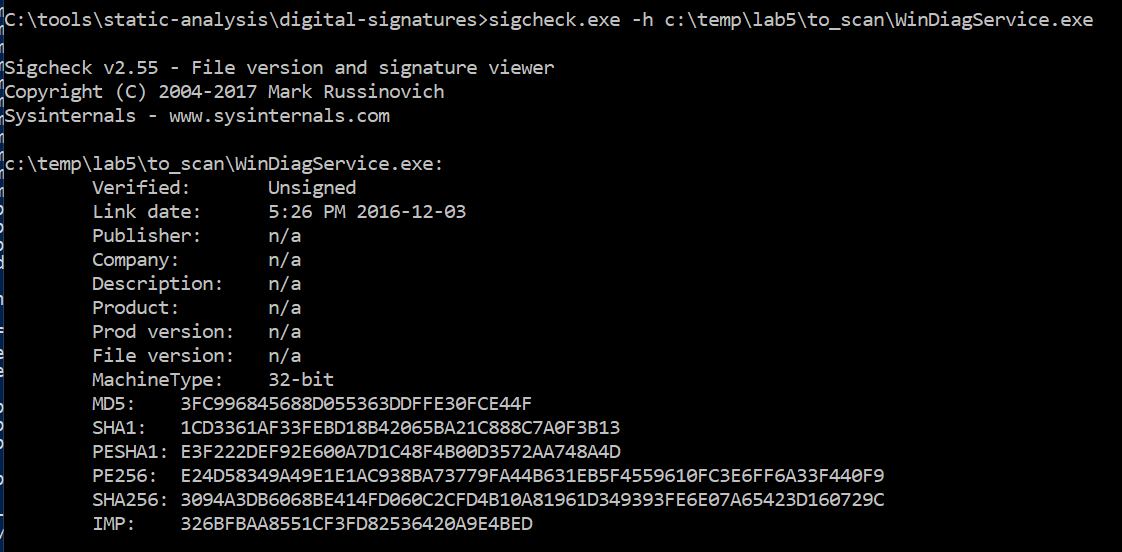 C:\tools\static-analysis\digital-signatures>sigcheck.exe -h c:\temp\lab5\to_scan\WinDiagService.exe
Sigcheck v2.55 - File version and signature viewer
Copyright (C) 2004-2017 Mark Russinovich
Sysinternals - www.sysinternals.com
c:\temp\lab5\to_scan\WinDiagService.exe:
Verified: Unsigned
Link date: 5:26 PM 2016-12-03
Publisher: n/a
Company: n/a
Description: n/a
Product: n/a
Prod version: n/a
File version: n/a
MachineType: 32-bit
MD5: 3FC996845688D055363DDFFE30FCE44F
SHA1: 1CD3361AF33FEBD18B42065BA21C888C7A0F3B13
PESHA1: E3F222DEF92E600A7D1C48F4B00D3572AA748A4D
PE256: E24D58349A49E1E1AC938BA73779FA44B631EB5F4559610FC3E6FF6A33F440F9
SHA256: 3094A3DB6068BE414FD060C2CFD4B10A81961D349393FE6E07A65423D160729C
IMP: 326BFBAA8551CF3FD82536420A9E4BED